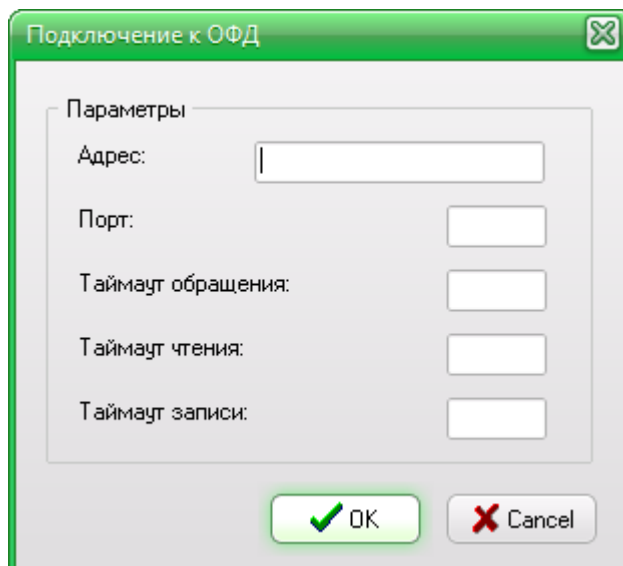 Подключение к ОФД
Параметры
Адрес:
Порт:
Таймаут обращения:
Таймаут чтения:
Таймаут записи:
OK
Cancel